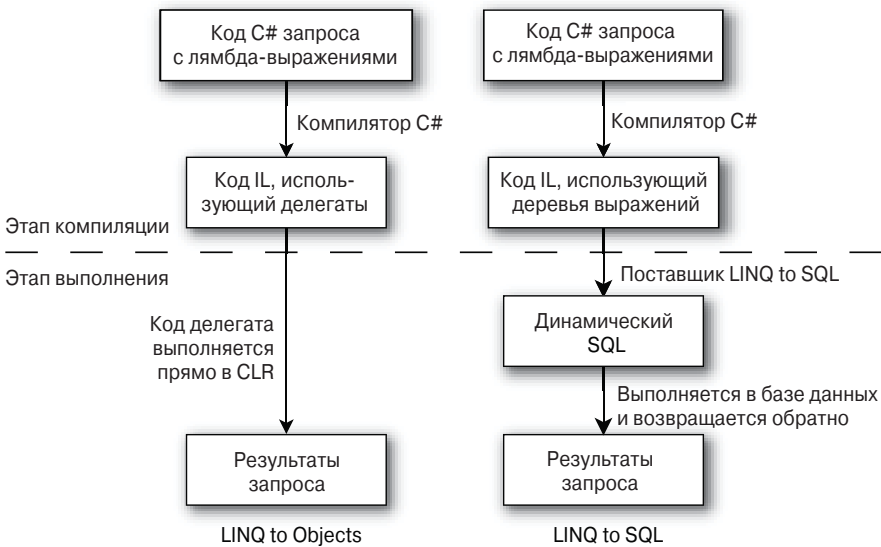 Код C# запроса
с лямбда-выражениями
Код C# запроса
с лямбда-выражениями
Компилятор C#
Компилятор C#
Код IL, исполь-
зующий делегаты
Код IL, использующий
деревья выражений
Этап компиляции
Этап выполнения
Поставщик LINQ to SQL
Код делегата
выполняется
прямо в CLR
Динамический
SQL
Выполняется в базе данных
и возвращается обратно
Результаты
запроса
Результаты
запроса
LINQ to Objects
LINQ to SQL